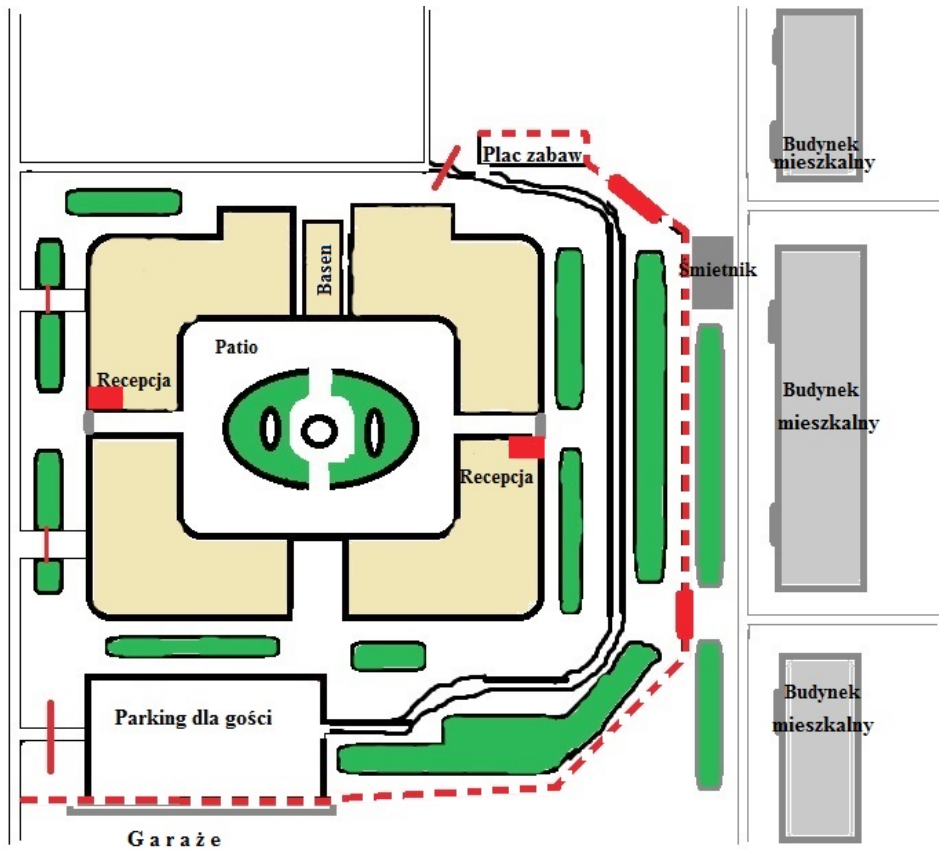 Budynek
mieszkalny
Plac zabaw
Basen
Śmietnik
Patio
Recepcja
Budynek
mieszkalny
Recepcja
Budynek
mieszkalny
Parking dla gości
Garaże